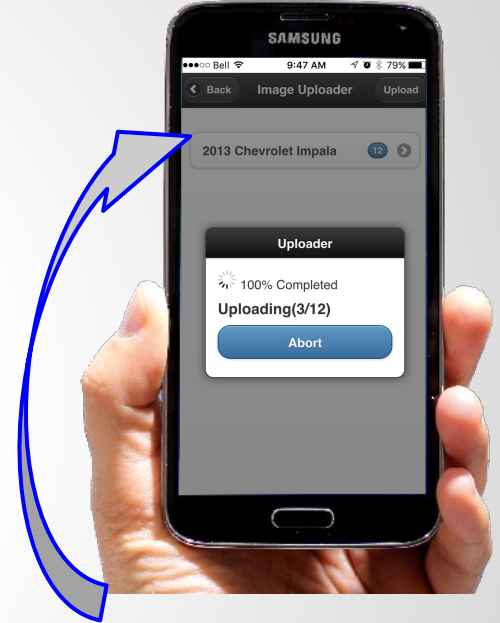 SAMSUNG
Bell 9:47 AM 79%
Back Image Uploader Upload
2013 Chevrolet Impala 12
Uploader
100% Completed
Uploading(3/12)
Abort